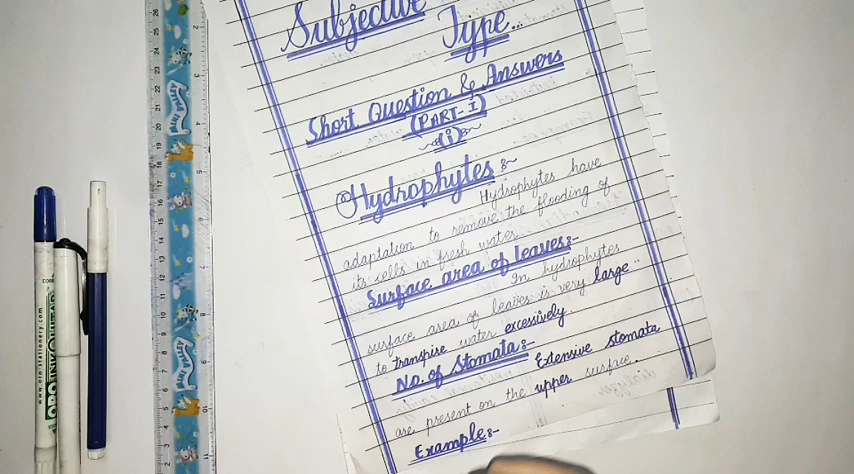 Subjective
Type...
Short Question & Answers
(PART-I)
~(i)~
Hydrophytes:~
Hydrophytes have
adaptation to remove the flooding of
its cells in fresh water.
Surface area of leaves:-
In hydrophytes
surface area of leaves is very large
to transpire water excessively.
No. of Stomata:-
Extensive stomata
are present on the upper surface.
Example:-